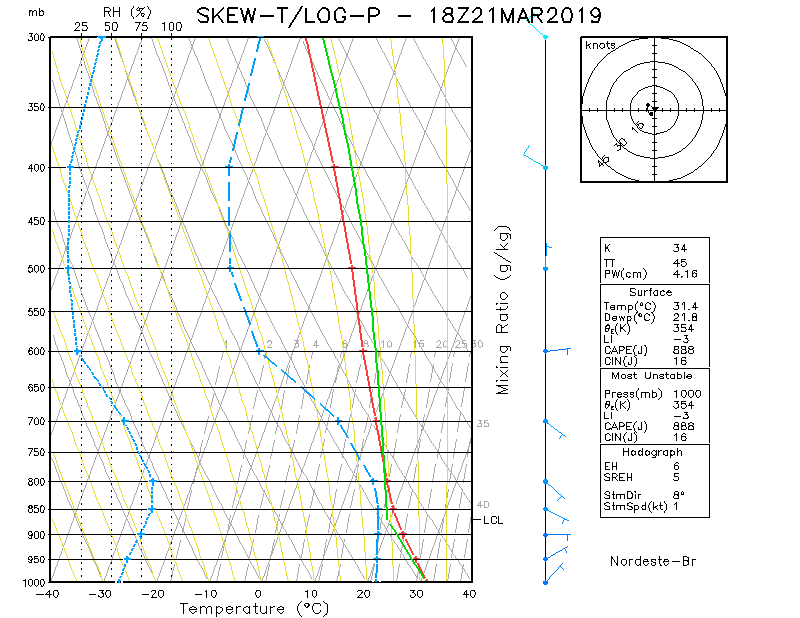 SKEW-T/LOG-P - 18Z21MAR2019
mb
RH (%)
25 50 75 100
300
350
400
450
500
550
600
650
700
750
800
850
900
950
1000
1 2 3 4 6 8 10 15 20 25 30
35
40
LCL
Mixing Ratio (g/kg)
-40 -30 -20 -10 0 10 20 30 40
Temperature (°C)
knots
15
30
45
K 34
TT 45
PW(cm) 4.16
Surface
Temp(°C) 31.4
Dewp(°C) 21.8
θE(K) 354
LI -3
CAPE(J) 888
CIN(J) 16
Most Unstable
Press(mb) 1000
θE(K) 354
LI -3
CAPE(J) 888
CIN(J) 16
Hodograph
EH 6
SREH 5
StmDir 8°
StmSpd(kt) 1
Nordeste-Br